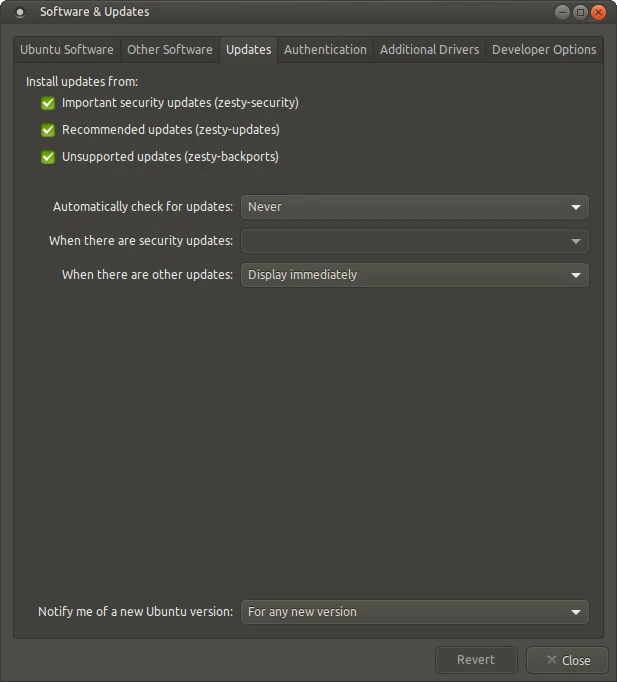 Software & Updates
Ubuntu Software Other Software Updates Authentication Additional Drivers Developer Options
Install updates from:
Important security updates (zesty-security)
Recommended updates (zesty-updates)
Unsupported updates (zesty-backports)
Automatically check for updates: Never
When there are security updates:
When there are other updates: Display immediately
Notify me of a new Ubuntu version: For any new version
Revert Close